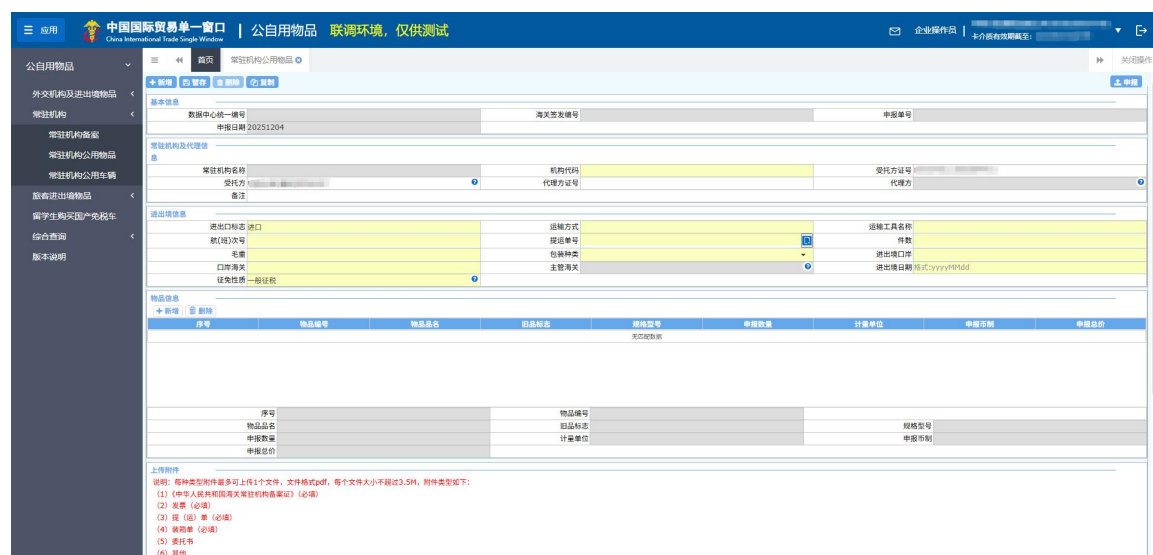 应用 中国国际贸易单一窗口 | 公自用物品 联调环境，仅供测试 企业操作员 |
China International Trade Single Window 卡介质有效期截至:
公自用物品 首页 常驻机构公用物品 关闭操作
外交机构及进出境物品
常驻机构
常驻机构备案
常驻机构公用物品
常驻机构公用车辆
旅客进出境物品
留学生购买国产免税车
综合查询
版本说明
+新增 暂存 删除 复制 申报
基本信息
数据中心统一编号 海关签发编号 申报单号
申报日期 20251204
常驻机构及代理信息
常驻机构名称 机构代码 受托方证号
受托方 代理方证号 代理方
备注
进出境信息
进出口标志 进口 运输方式 运输工具名称
航(班)次号 提运单号 件数
毛重 包装种类 进出境口岸
口岸海关 主管海关 进出境日期 格式:yyyyMMdd
征免性质 一般征税
物品信息
+新增 删除
序号 物品编号 物品品名 旧品标志 规格型号 申报数量 计量单位 申报币制 申报总价
无匹配数据
序号 物品编号
物品品名 旧品标志 规格型号
申报数量 计量单位 申报币制
申报总价
上传附件
说明：每种类型附件最多可上传1个文件，文件格式pdf，每个文件大小不超过3.5M，附件类型如下：
（1）《中华人民共和国海关常驻机构备案证》（必填）
（2）发票（必填）
（3）提（运）单（必填）
（4）装箱单（必填）
（5）委托书
（6）其他